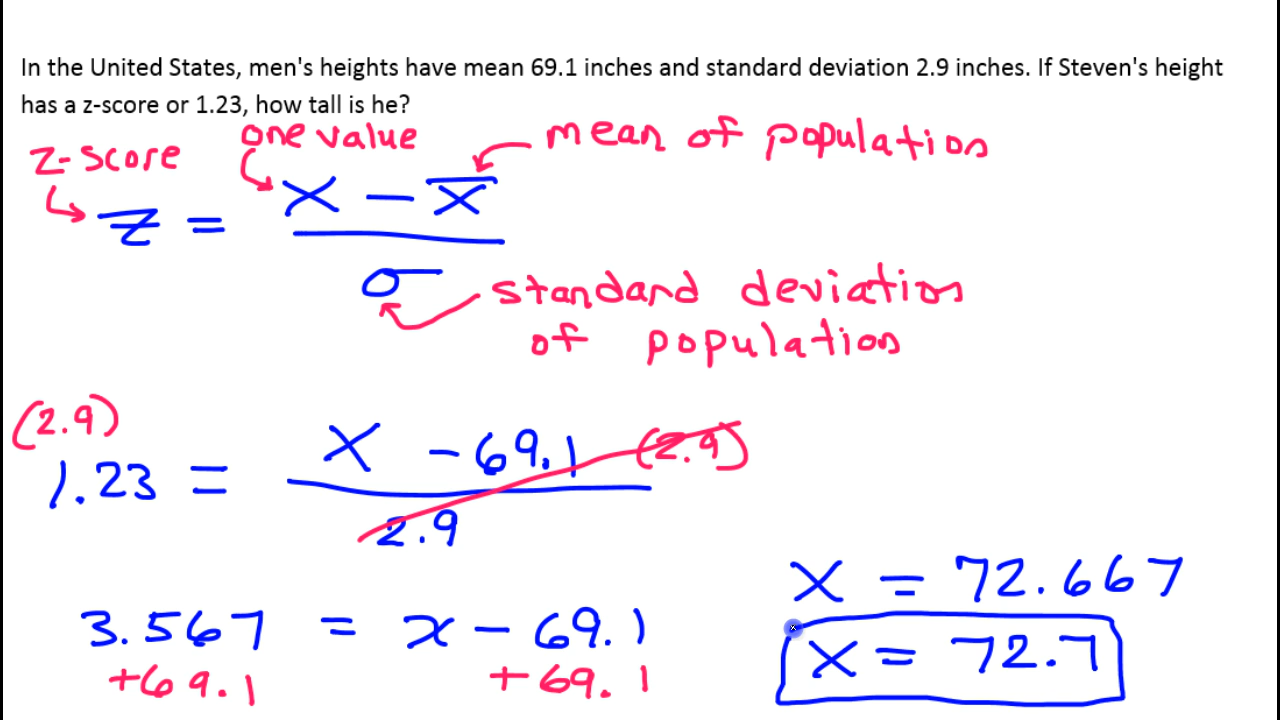 In the United States, men's heights have mean 69.1 inches and standard deviation 2.9 inches. If Steven's height
has a z-score or 1.23, how tall is he?
one value
mean of population
z-score
z = x - x̅
σ
standard deviation
of population
(2.9)
1.23 = x - 69.1 (2.9)
2.9
x = 72.667
3.567 = x - 69.1
x = 72.7
+69.1 +69.1